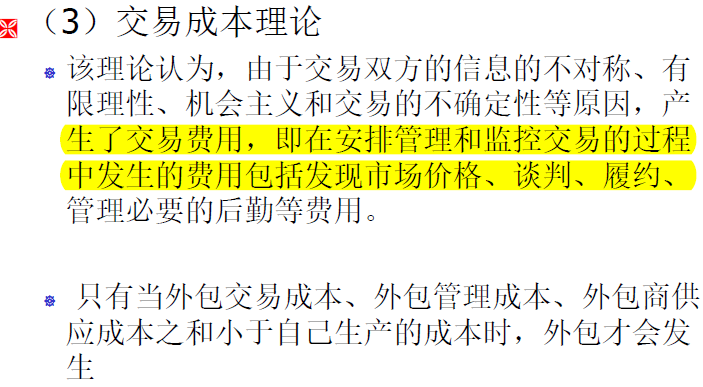 （3）交易成本理论
该理论认为，由于交易双方的信息的不对称、有
限理性、机会主义和交易的不确定性等原因，产
生了交易费用，即在安排管理和监控交易的过程
中发生的费用包括发现市场价格、谈判、履约、
管理必要的后勤等费用。
只有当外包交易成本、外包管理成本、外包商供
应成本之和小于自己生产的成本时，外包才会发
生